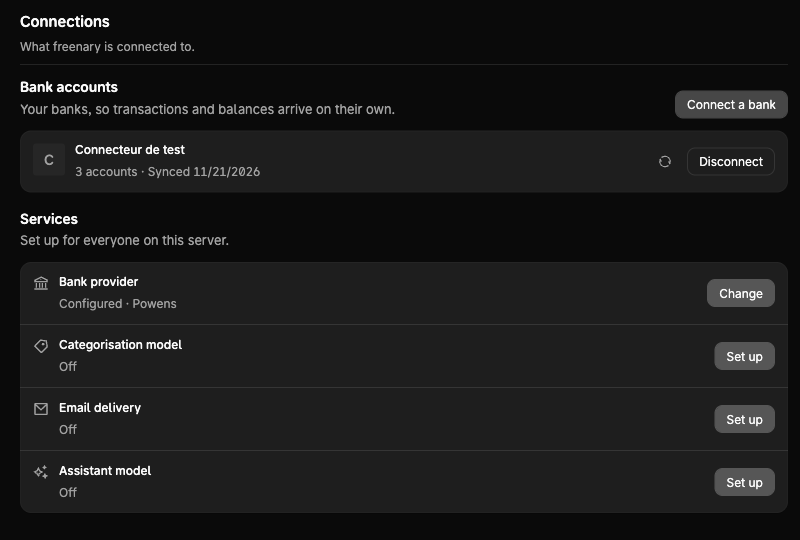 Connections
What freenary is connected to.
Bank accounts
Your banks, so transactions and balances arrive on their own.
Connect a bank
C
Connecteur de test
3 accounts · Synced 11/21/2026
Disconnect
Services
Set up for everyone on this server.
Bank provider
Configured · Powens
Change
Categorisation model
Off
Set up
Email delivery
Off
Set up
Assistant model
Off
Set up